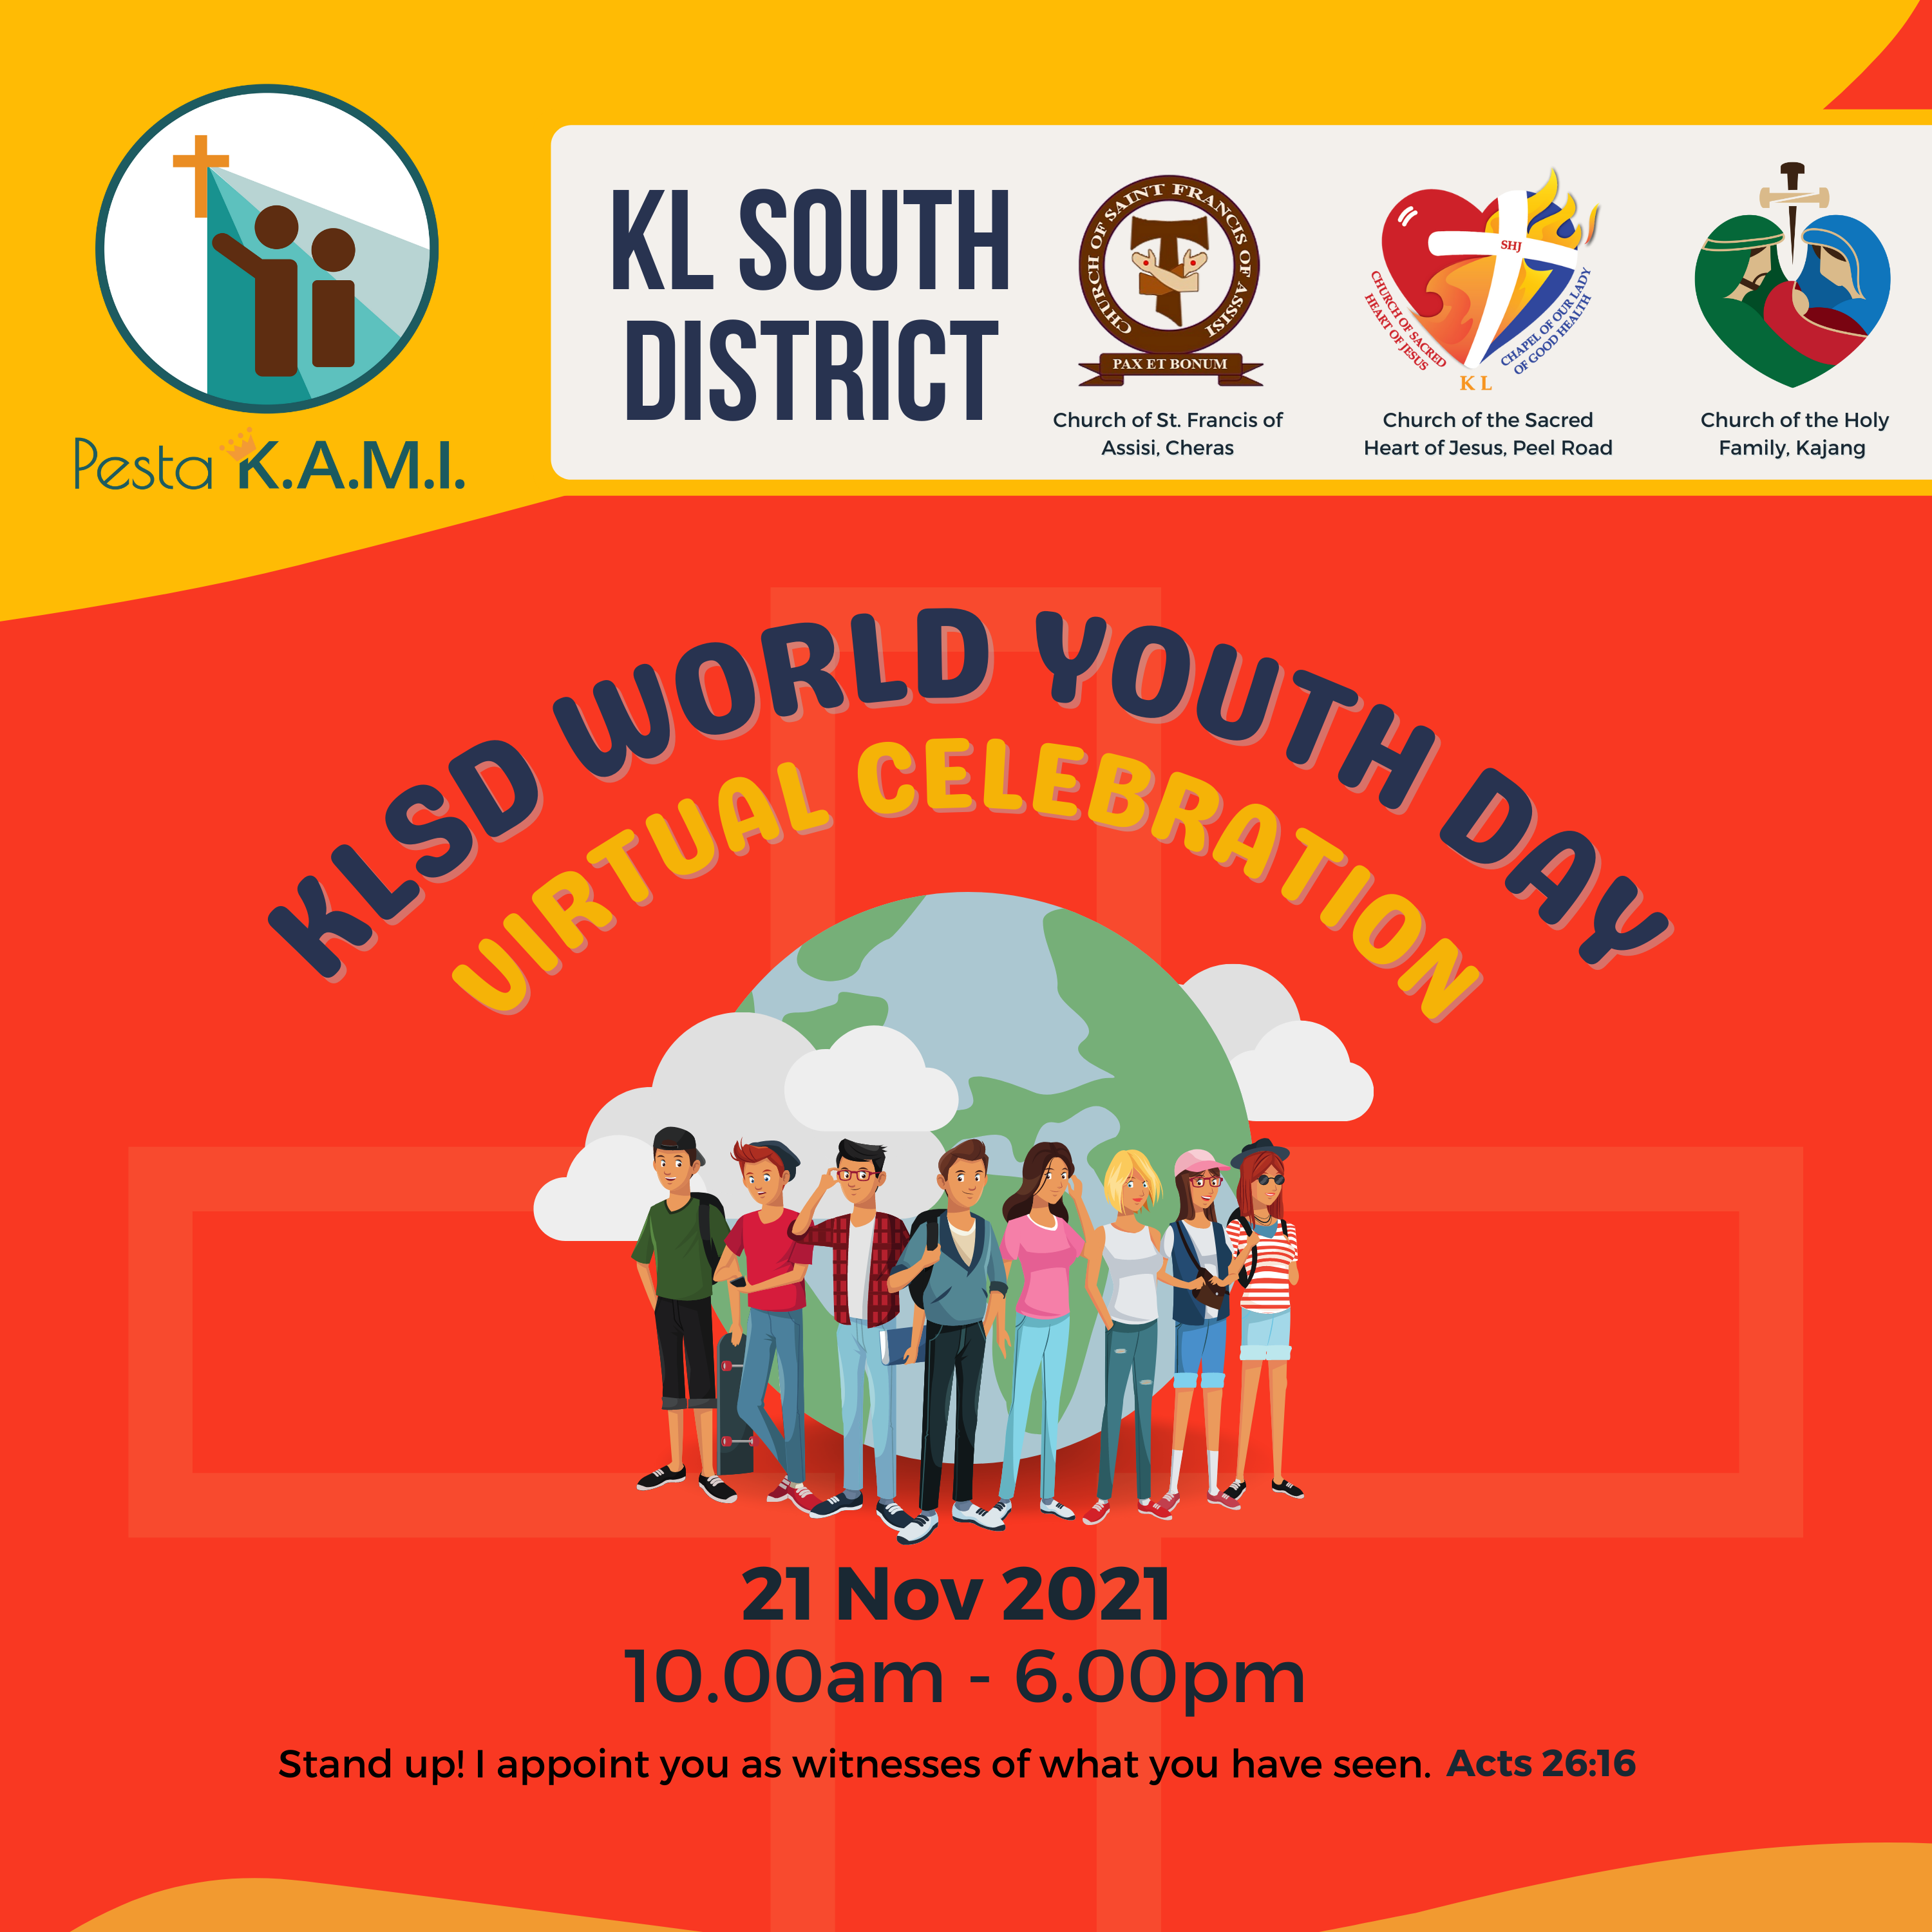 Pesta K.A.M.I.
KL SOUTH
DISTRICT
CHURCH OF SAINT FRANCIS OF ASSISI
PAX ET BONUM
Church of St. Francis of
Assisi, Cheras
SHJ
CHURCH OF SACRED
HEART OF JESUS
CHAPEL OF OUR LADY
OF GOOD HEALTH
KL
Church of the Sacred
Heart of Jesus, Peel Road
Church of the Holy
Family, Kajang
KLSD WORLD YOUTH DAY
VIRTUAL CELEBRATION
21 Nov 2021
10.00am - 6.00pm
Stand up! I appoint you as witnesses of what you have seen. Acts 26:16